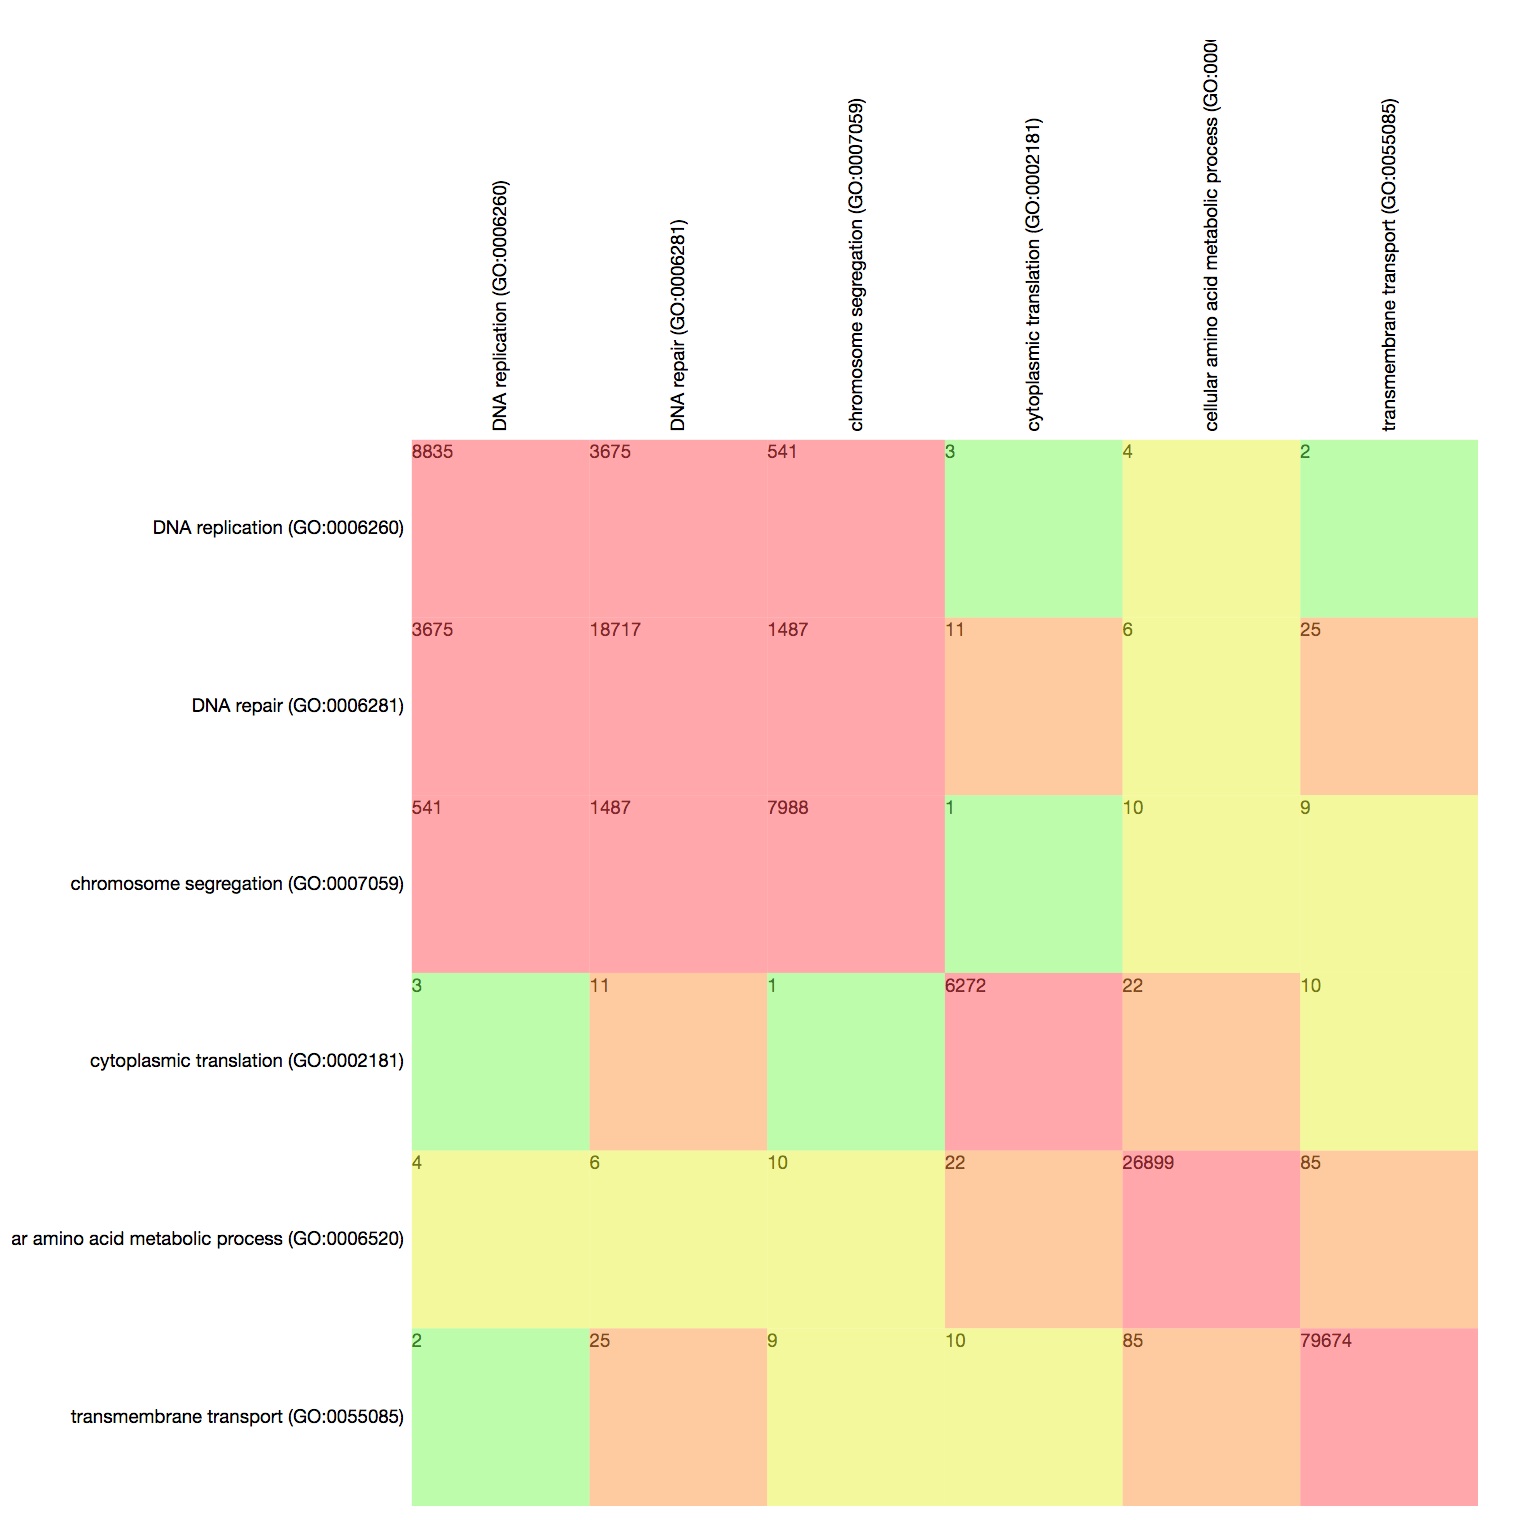 DNA replication (GO:0006260)
DNA repair (GO:0006281)
chromosome segregation (GO:0007059)
cytoplasmic translation (GO:0002181)
cellular amino acid metabolic process (GO:000
transmembrane transport (GO:0055085)
DNA replication (GO:0006260) 8835 3675 541 3 4 2
DNA repair (GO:0006281) 3675 18717 1487 11 6 25
chromosome segregation (GO:0007059) 541 1487 7988 1 10 9
cytoplasmic translation (GO:0002181) 3 11 1 6272 22 10
ar amino acid metabolic process (GO:0006520) 4 6 10 22 26899 85
transmembrane transport (GO:0055085) 2 25 9 10 85 79674